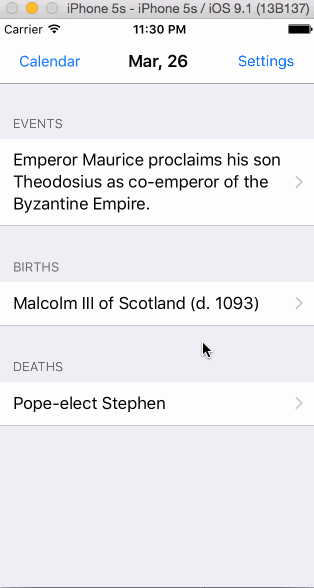 iPhone 5s - iPhone 5s / iOS 9.1 (13B137)
Carrier 11:30 PM
Calendar Mar, 26 Settings
EVENTS
Emperor Maurice proclaims his son
Theodosius as co-emperor of the
Byzantine Empire.
BIRTHS
Malcolm III of Scotland (d. 1093)
DEATHS
Pope-elect Stephen